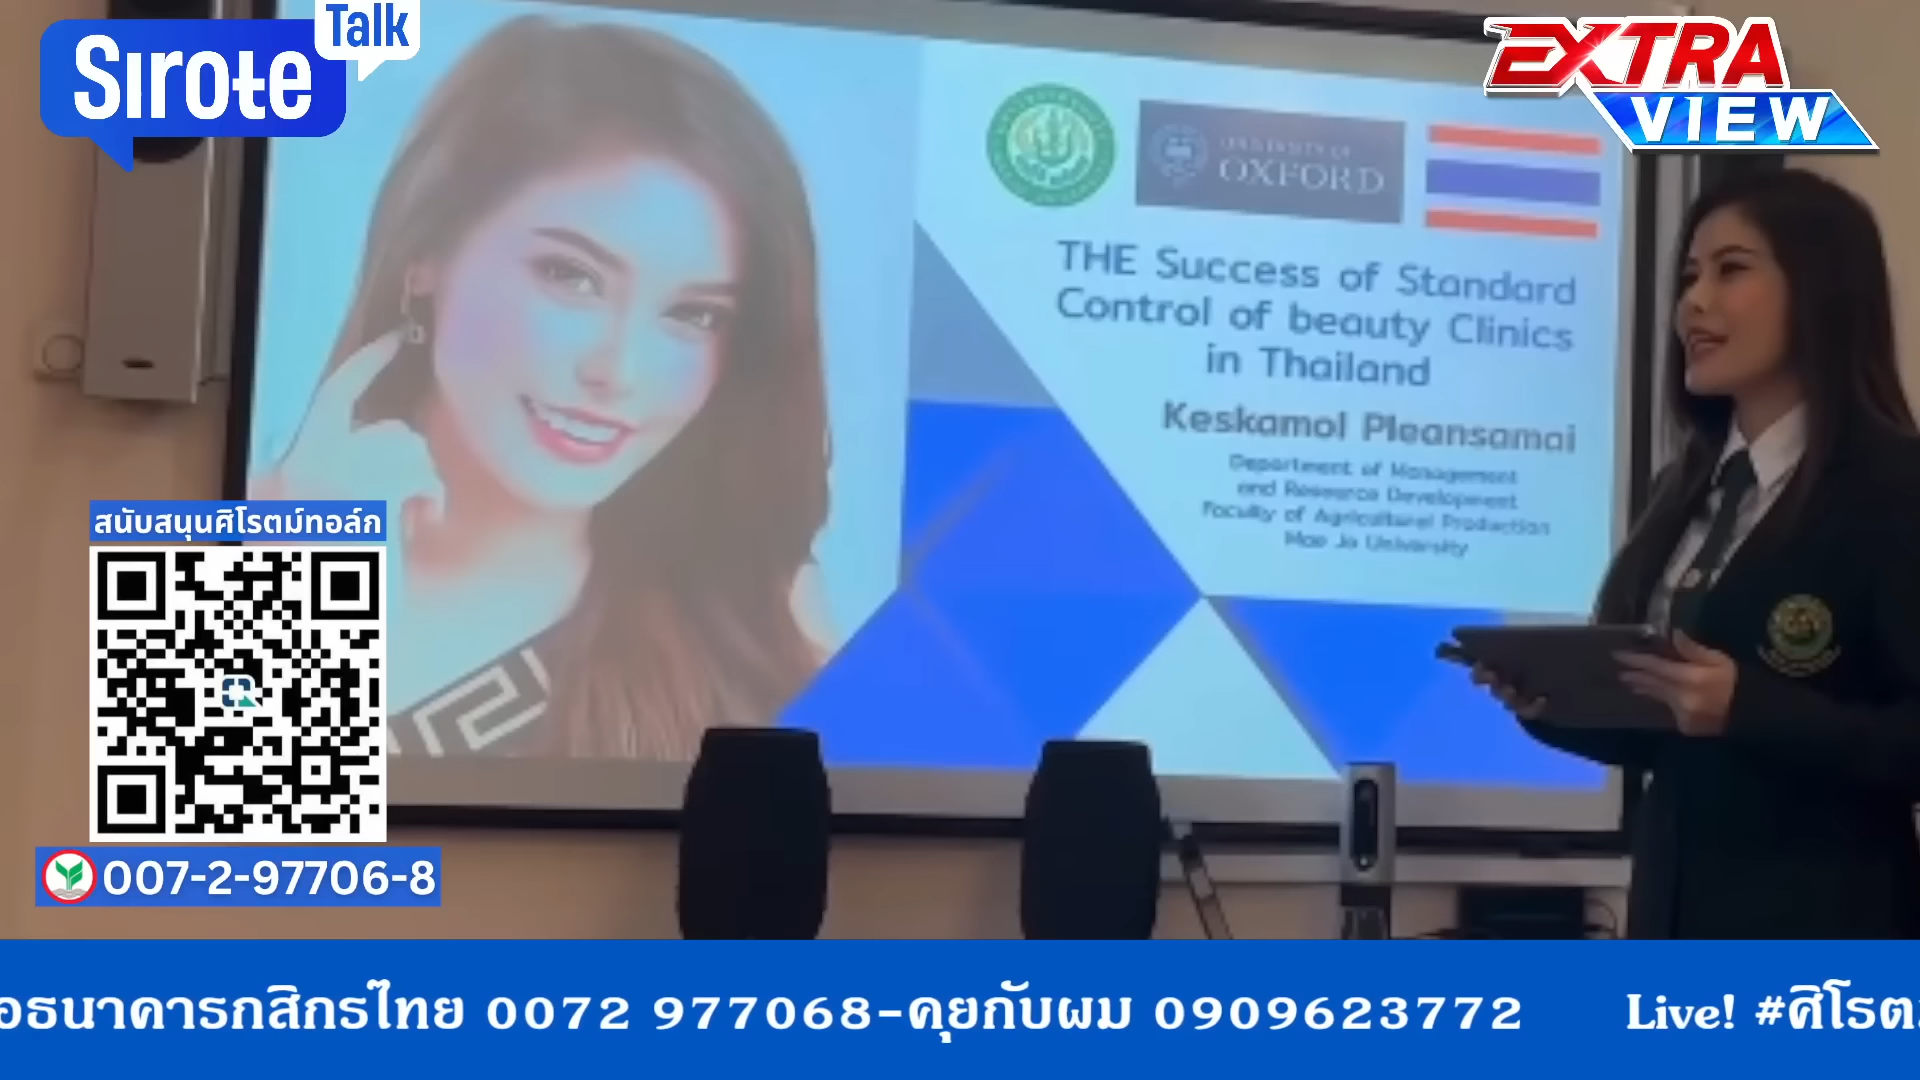 Sirote
Talk
EXTRA
VIEW
UNIVERSITY OF
OXFORD
THE Success of Standard
Control of beauty Clinics
in Thailand
Keskamol Pleansamai
Department of Management
and Resource Development
Faculty of Agricultural Production
Mae Jo University
สนับสนุนศิโรตม์ทอล์ก
007-2-97706-8
อธนาคารกสิกรไทย 0072 977068-คุยกับผม 0909623772 Live! #ศิโรต